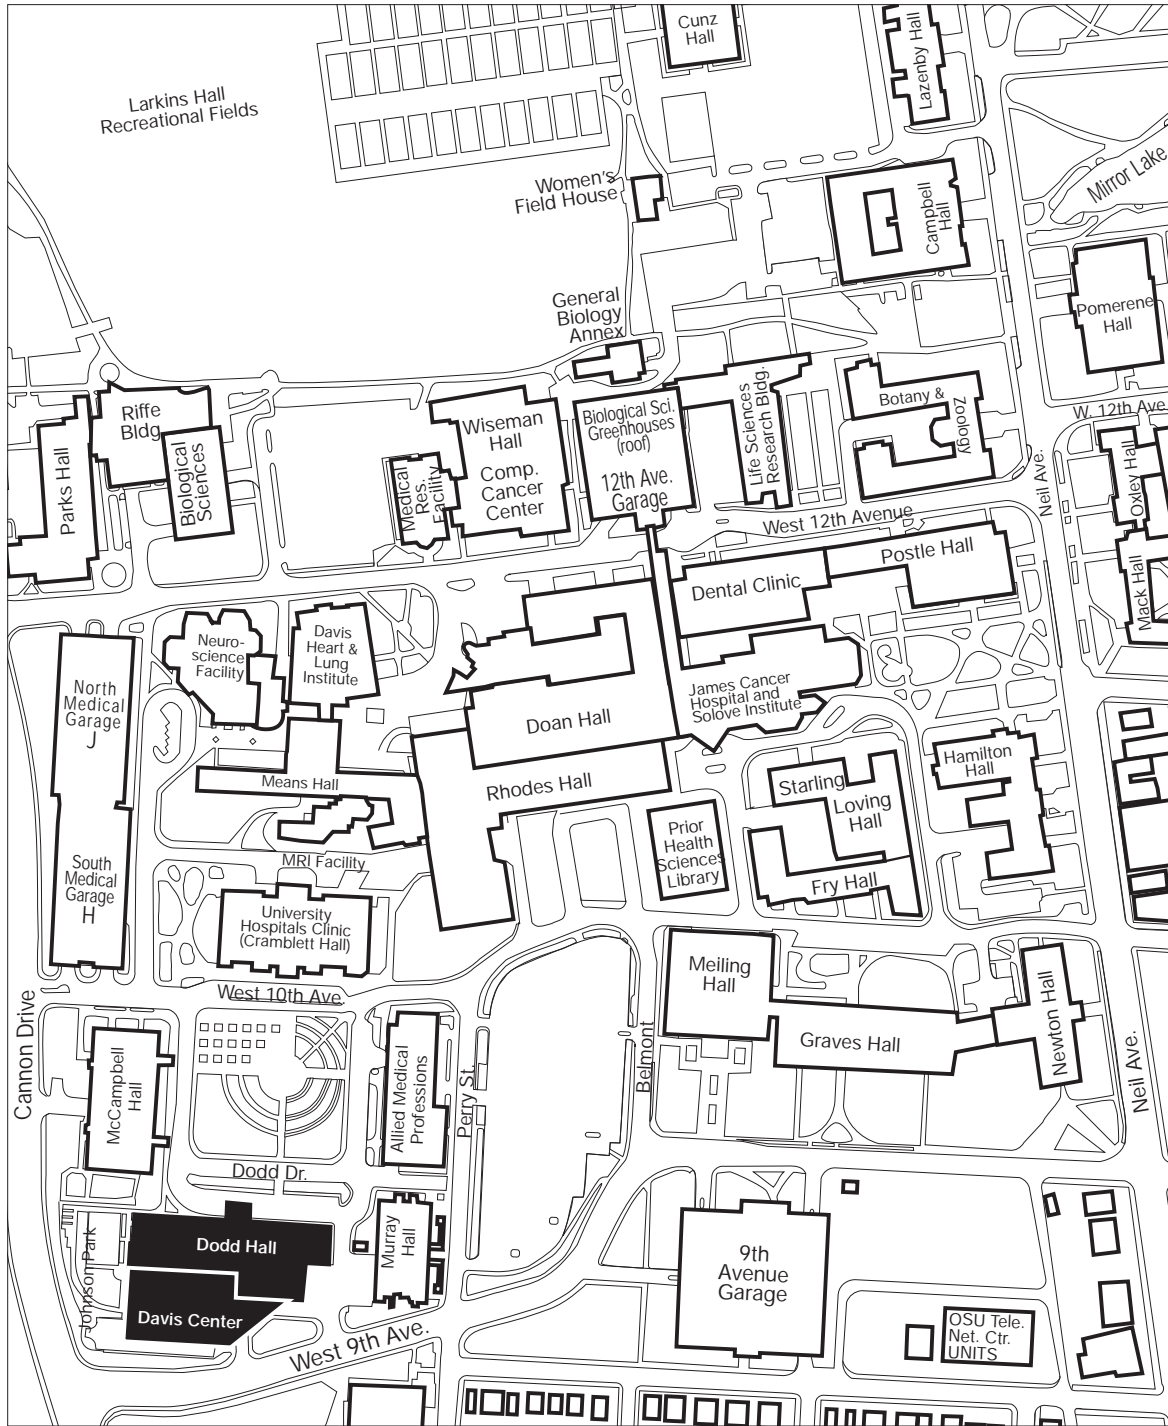 Cunz
Hall
Lazenby Hall
Larkins Hall
Recreational Fields
Mirror Lake
Women's
Field House
Campbell
Hall
General
Biology
Annex
Pomerene
Hall
Riffe
Bldg.
Parks Hall
Biological
Sciences
Medical
Res.
Facility
Wiseman
Hall
Comp.
Cancer
Center
Biological Sci.
Greenhouses
(roof)
12th Ave.
Garage
Life Sciences
Research Bldg.
Botany &
Zoology
W. 12th Ave
Neil Ave.
Oxley Hall
Mack Hall
West 12th Avenue
Postle Hall
Dental Clinic
Neuro-
science
Facility
Davis
Heart &
Lung
Institute
North
Medical
Garage
J
James Cancer
Hospital and
Solove Institute
Doan Hall
Means Hall
Rhodes Hall
Hamilton
Hall
Starling
Loving
Hall
Prior
Health
Sciences
Library
MRI Facility
South
Medical
Garage
H
Fry Hall
University
Hospitals Clinic
(Cramblett Hall)
Meiling
Hall
West 10th Ave.
Cannon Drive
Graves Hall
Newton Hall
McCampbell
Hall
Allied Medical
Professions
Perry St.
Belmont
Neil Ave.
Dodd Dr.
Johnson Park
Dodd Hall
Murray
Hall
9th
Avenue
Garage
Davis Center
West 9th Ave.
OSU Tele.
Net. Ctr.
UNITS